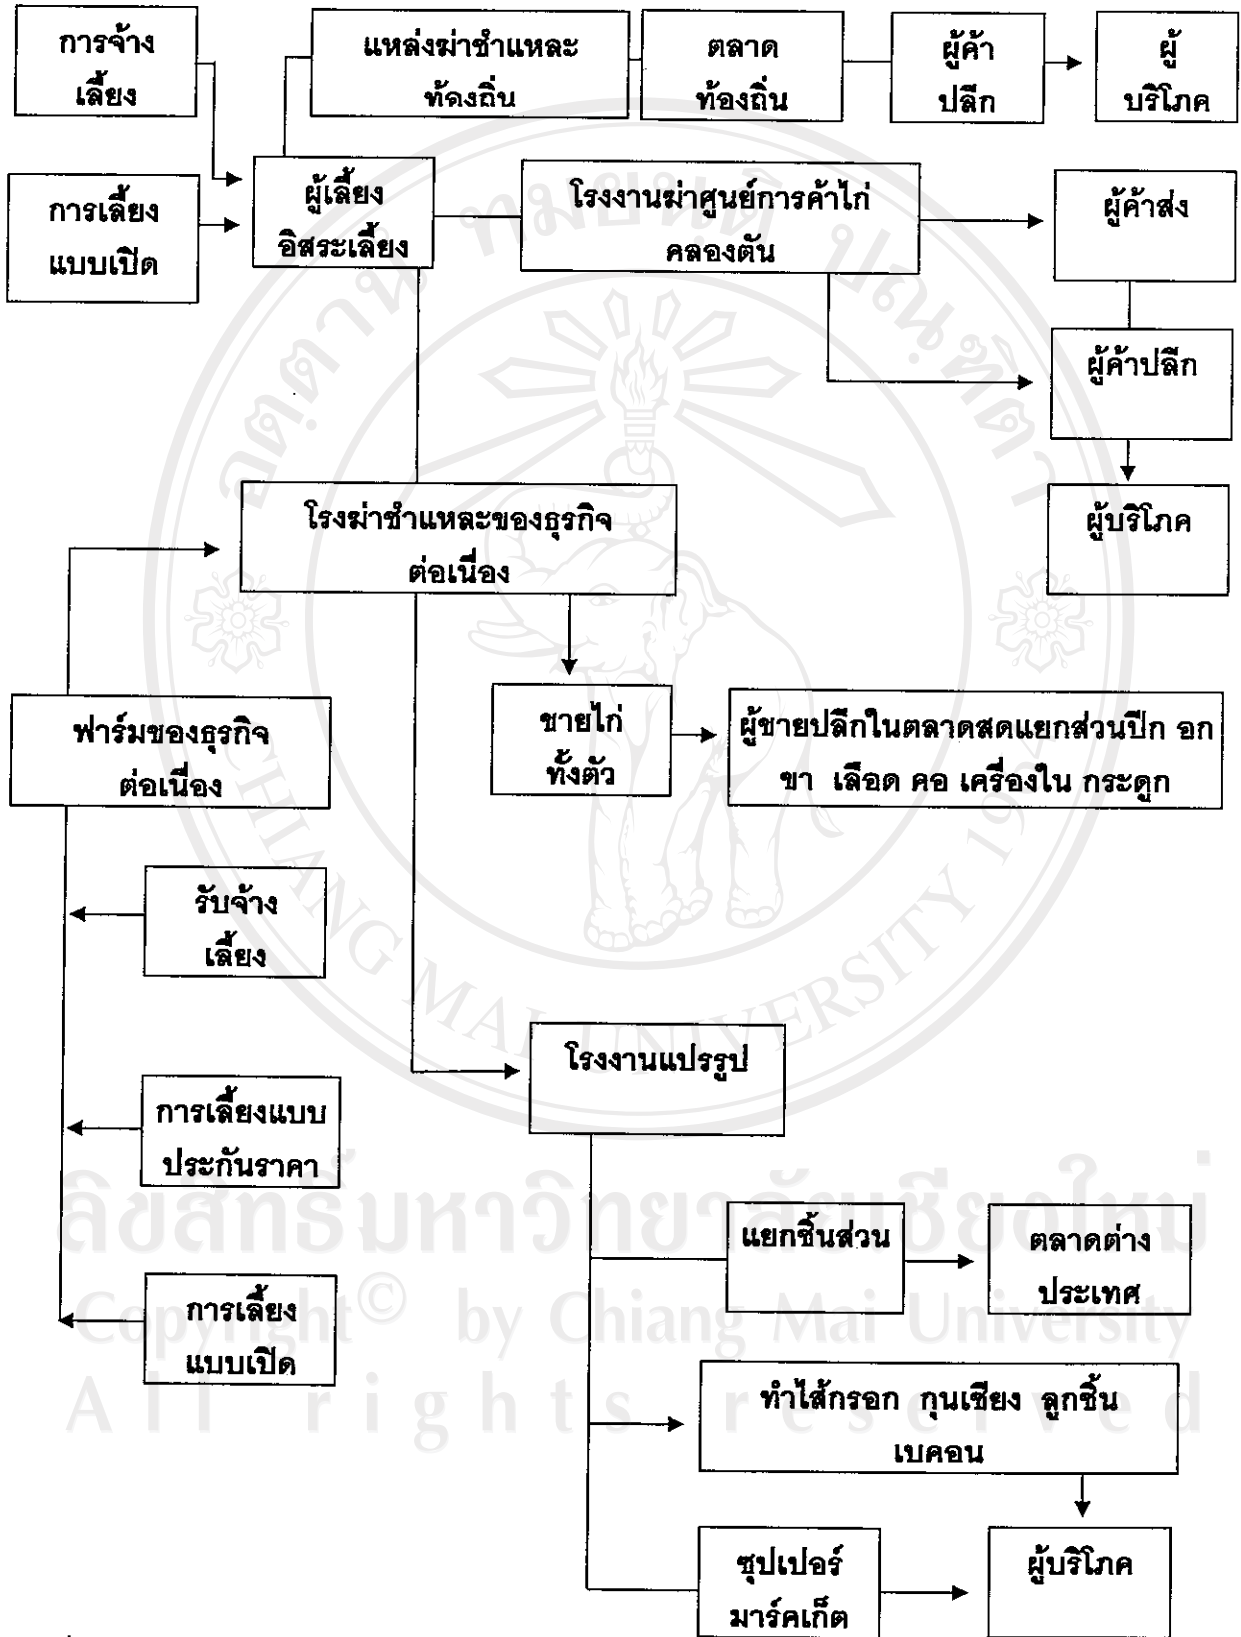 การจ้าง
เลี้ยง
แหล่งฆ่าชำแหละ
ท้องถิ่น
ตลาด
ท้องถิ่น
ผู้ค้า
ปลีก
ผู้
บริโภค
การเลี้ยง
แบบเปิด
ผู้เลี้ยง
อิสระเลี้ยง
โรงงานฆ่าศูนย์การค้าไก่
คลองตัน
ผู้ค้าส่ง
ผู้ค้าปลีก
ผู้บริโภค
โรงฆ่าชำแหละของธุรกิจ
ต่อเนื่อง
ฟาร์มของธุรกิจ
ต่อเนื่อง
ขายไก่
ทั้งตัว
ผู้ขายปลีกในตลาดสดแยกส่วนปีก อก
ขา เลือด คอ เครื่องใน กระดูก
รับจ้าง
เลี้ยง
โรงงานแปรรูป
การเลี้ยงแบบ
ประกันราคา
แยกชิ้นส่วน
ตลาดต่าง
ประเทศ
การเลี้ยง
แบบเปิด
ทำไส้กรอก กุนเชียง ลูกชิ้น
เบคอน
ซุปเปอร์
มาร์คเก็ต
ผู้บริโภค
CHIANG MAI UNIVERSITY
ลิขสิทธิ์มหาวิทยาลัยเชียงใหม่
Copyright© by Chiang Mai University
All rights reserved